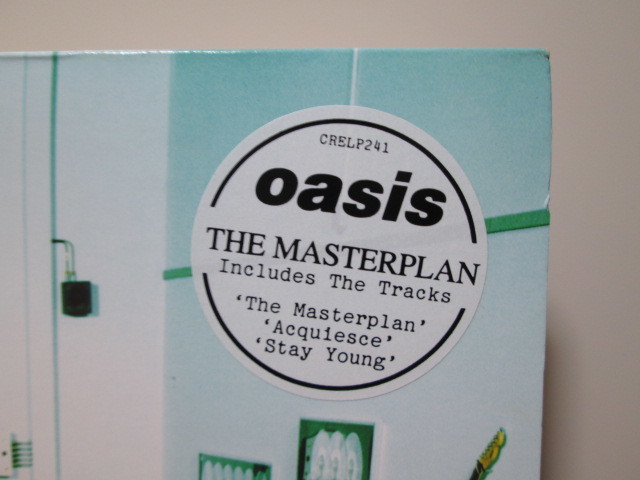 CRELP241
oasis
THE MASTERPLAN
Includes The Tracks
‘The Masterplan’
‘Acquiesce’
‘Stay Young’